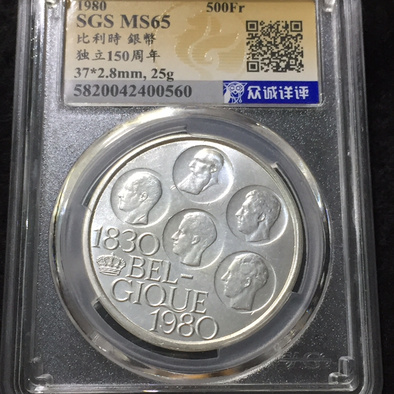 1980 500Fr
SGS MS65
比利時 銀幣
独立150周年
37*2.8mm, 25g
5820042400560
众诚评评
1830
BEL-
GIQUE
1980